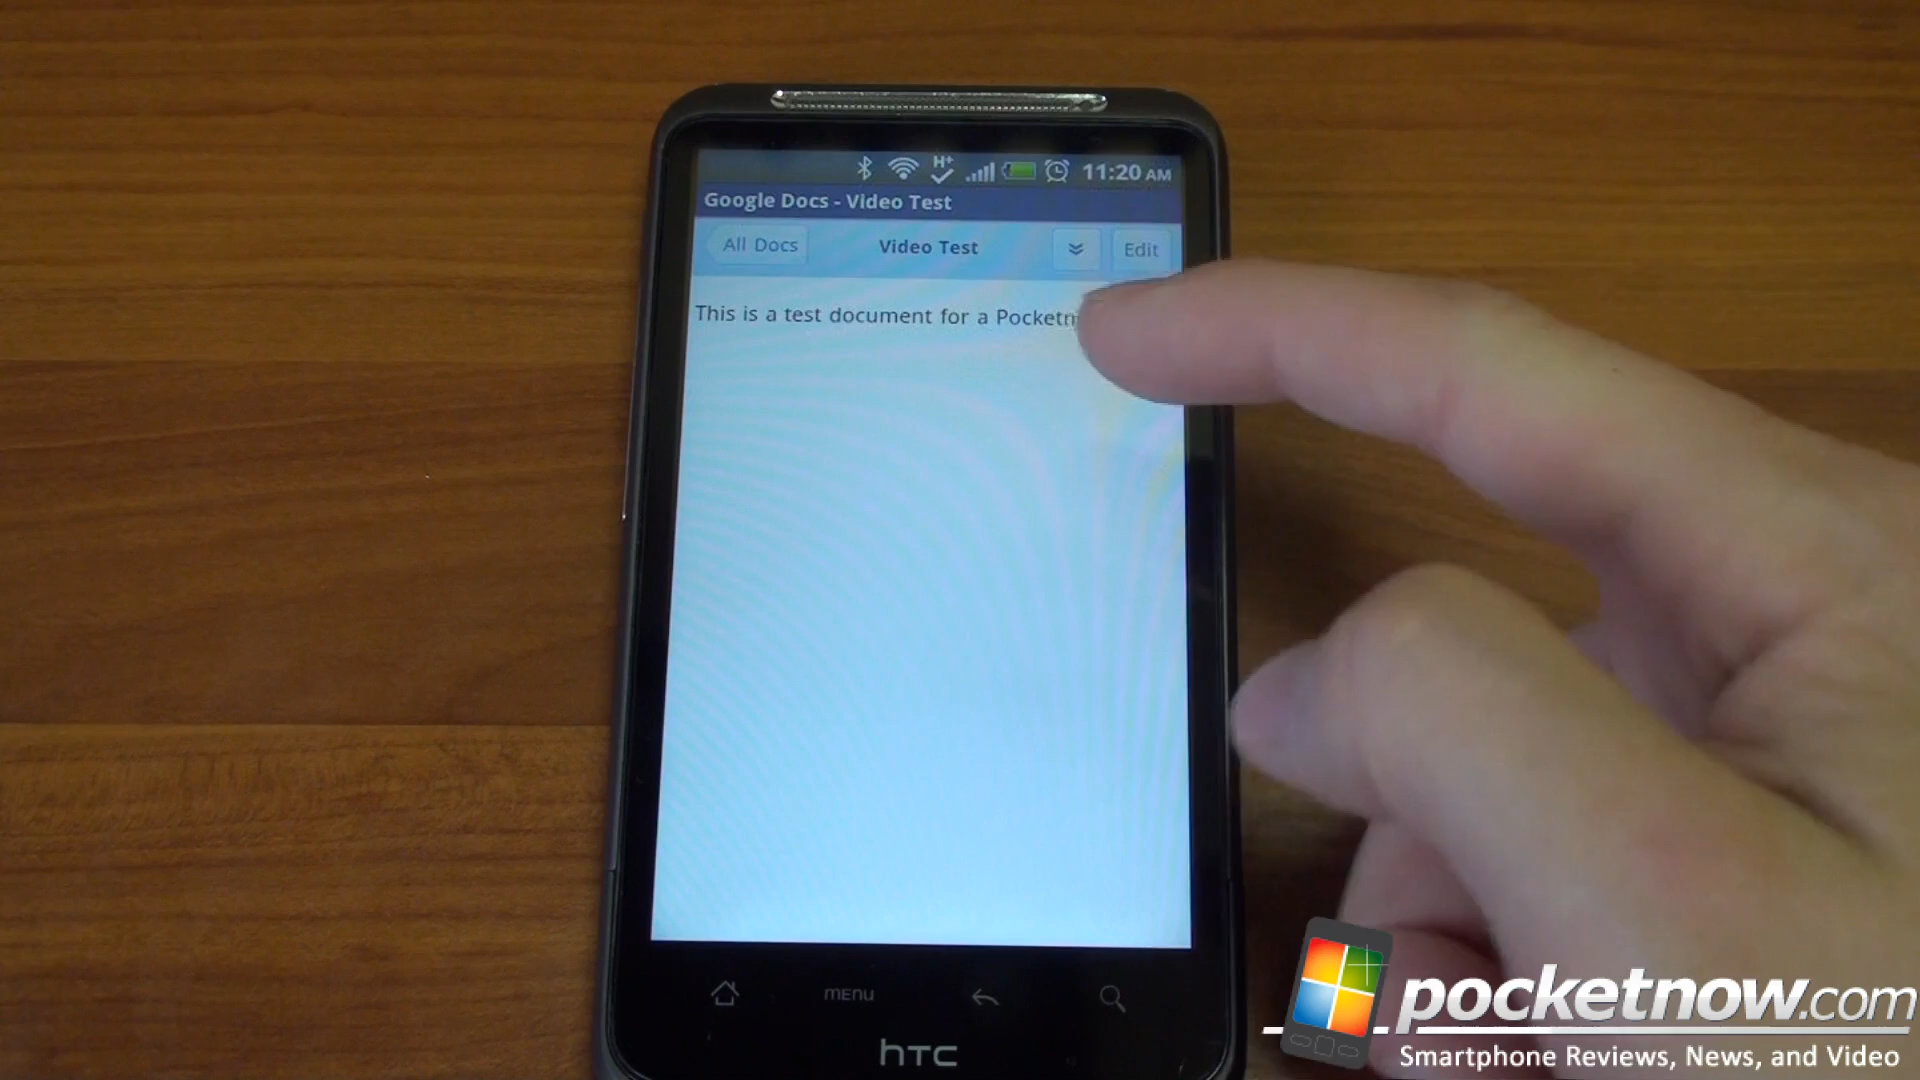 H+
11:20 AM
Google Docs - Video Test
All Docs
Video Test
Edit
This is a test document for a
MENU
hTC
pocketnow.com
Smartphone Reviews, News, and Video